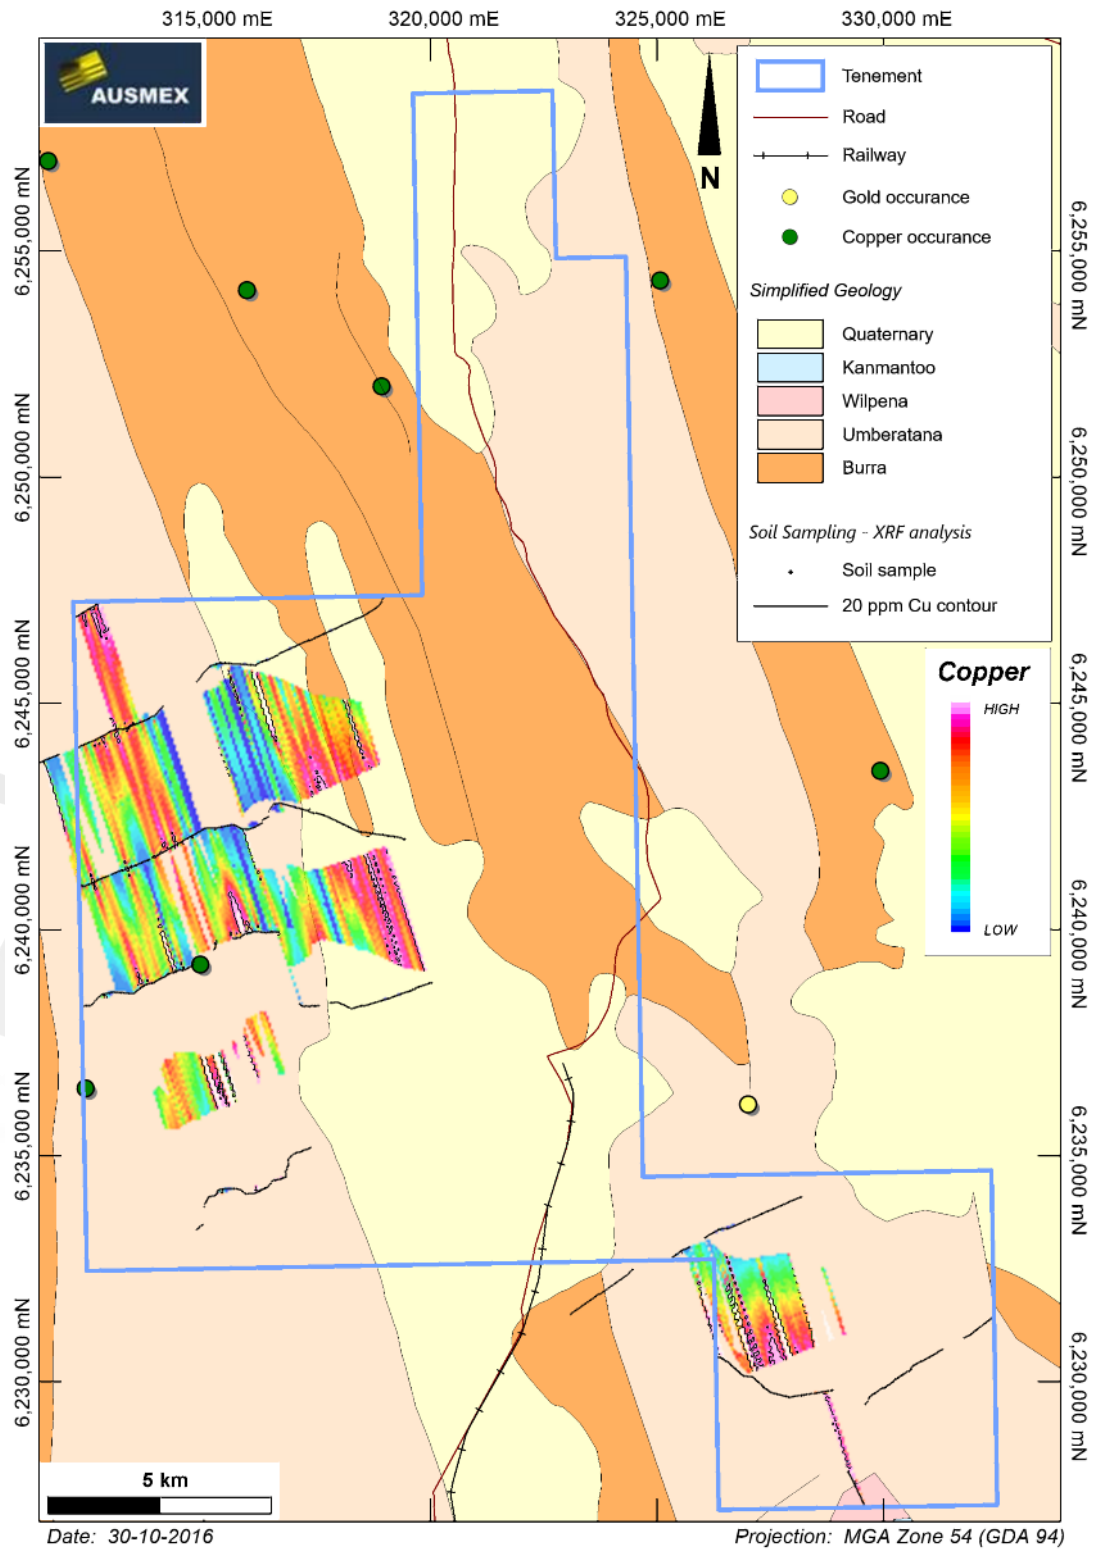 315,000 mE 320,000 mE 325,000 mE 330,000 mE
AUSMEX
N
Tenement
Road
Railway
Gold occurance
Copper occurance
Simplified Geology
Quaternary
Kanmantoo
Wilpena
Umberatana
Burra
Soil Sampling - XRF analysis
Soil sample
20 ppm Cu contour
Copper
HIGH
LOW
6,255,000 mN
6,250,000 mN
6,245,000 mN
6,240,000 mN
6,235,000 mN
6,230,000 mN
6,255,000 mN
6,250,000 mN
6,245,000 mN
6,240,000 mN
6,235,000 mN
6,230,000 mN
5 km
Date: 30-10-2016
Projection: MGA Zone 54 (GDA 94)